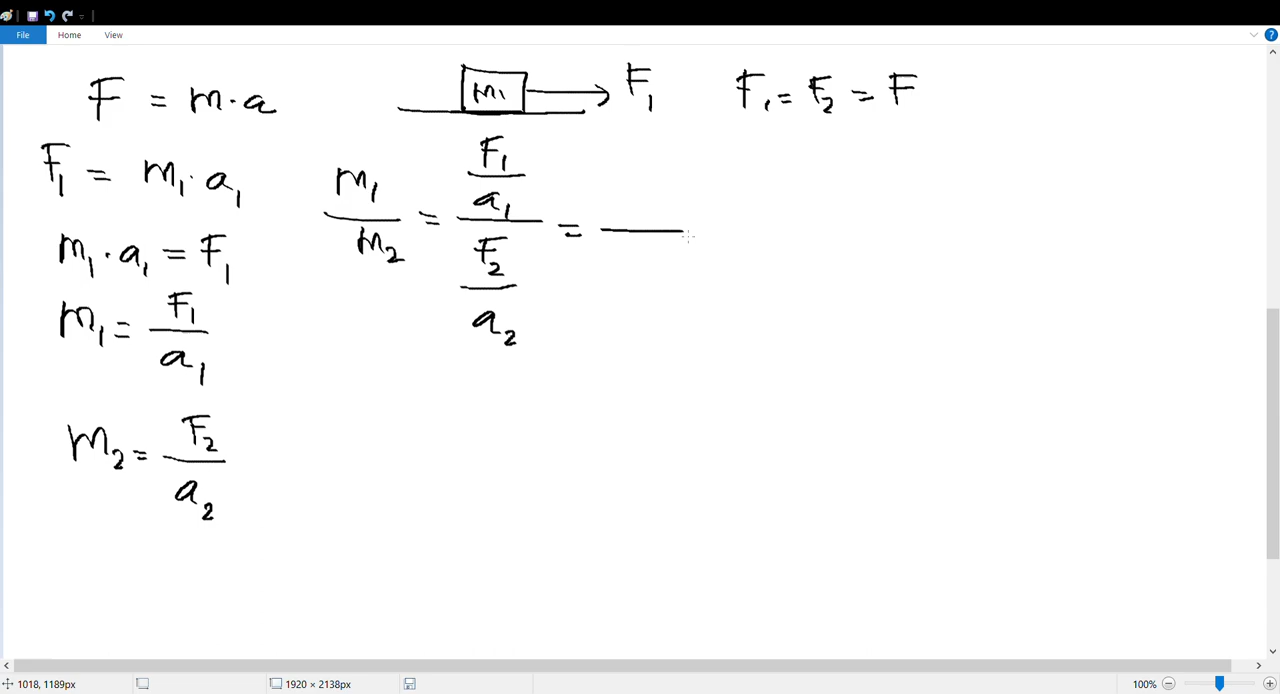 File Home View
F = m·a
m1
F1
F1 = F2 = F
F1 = m1·a1
m1/m2 = (F1/a1)/(F2/a2) =
m1·a1 = F1
m1 = F1/a1
m2 = F2/a2
1018, 1189px
1920 × 2138px
100%